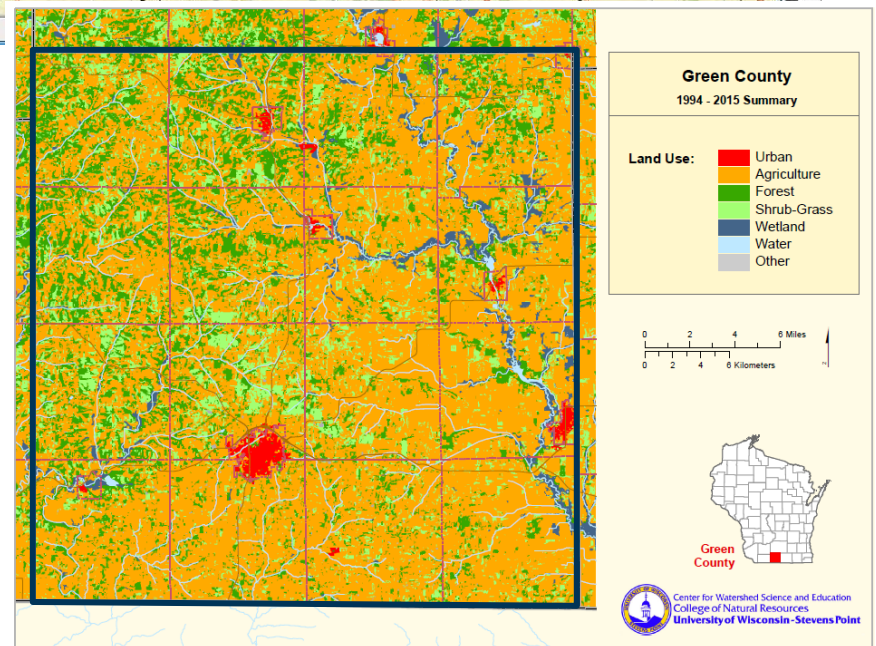 Green County
1994 - 2015 Summary
Land Use:
Urban
Agriculture
Forest
Shrub-Grass
Wetland
Water
Other
0 2 4 6 Miles
0 2 4 6 Kilometers
Green
County
Center for Watershed Science and Education
College of Natural Resources
University of Wisconsin - Stevens Point